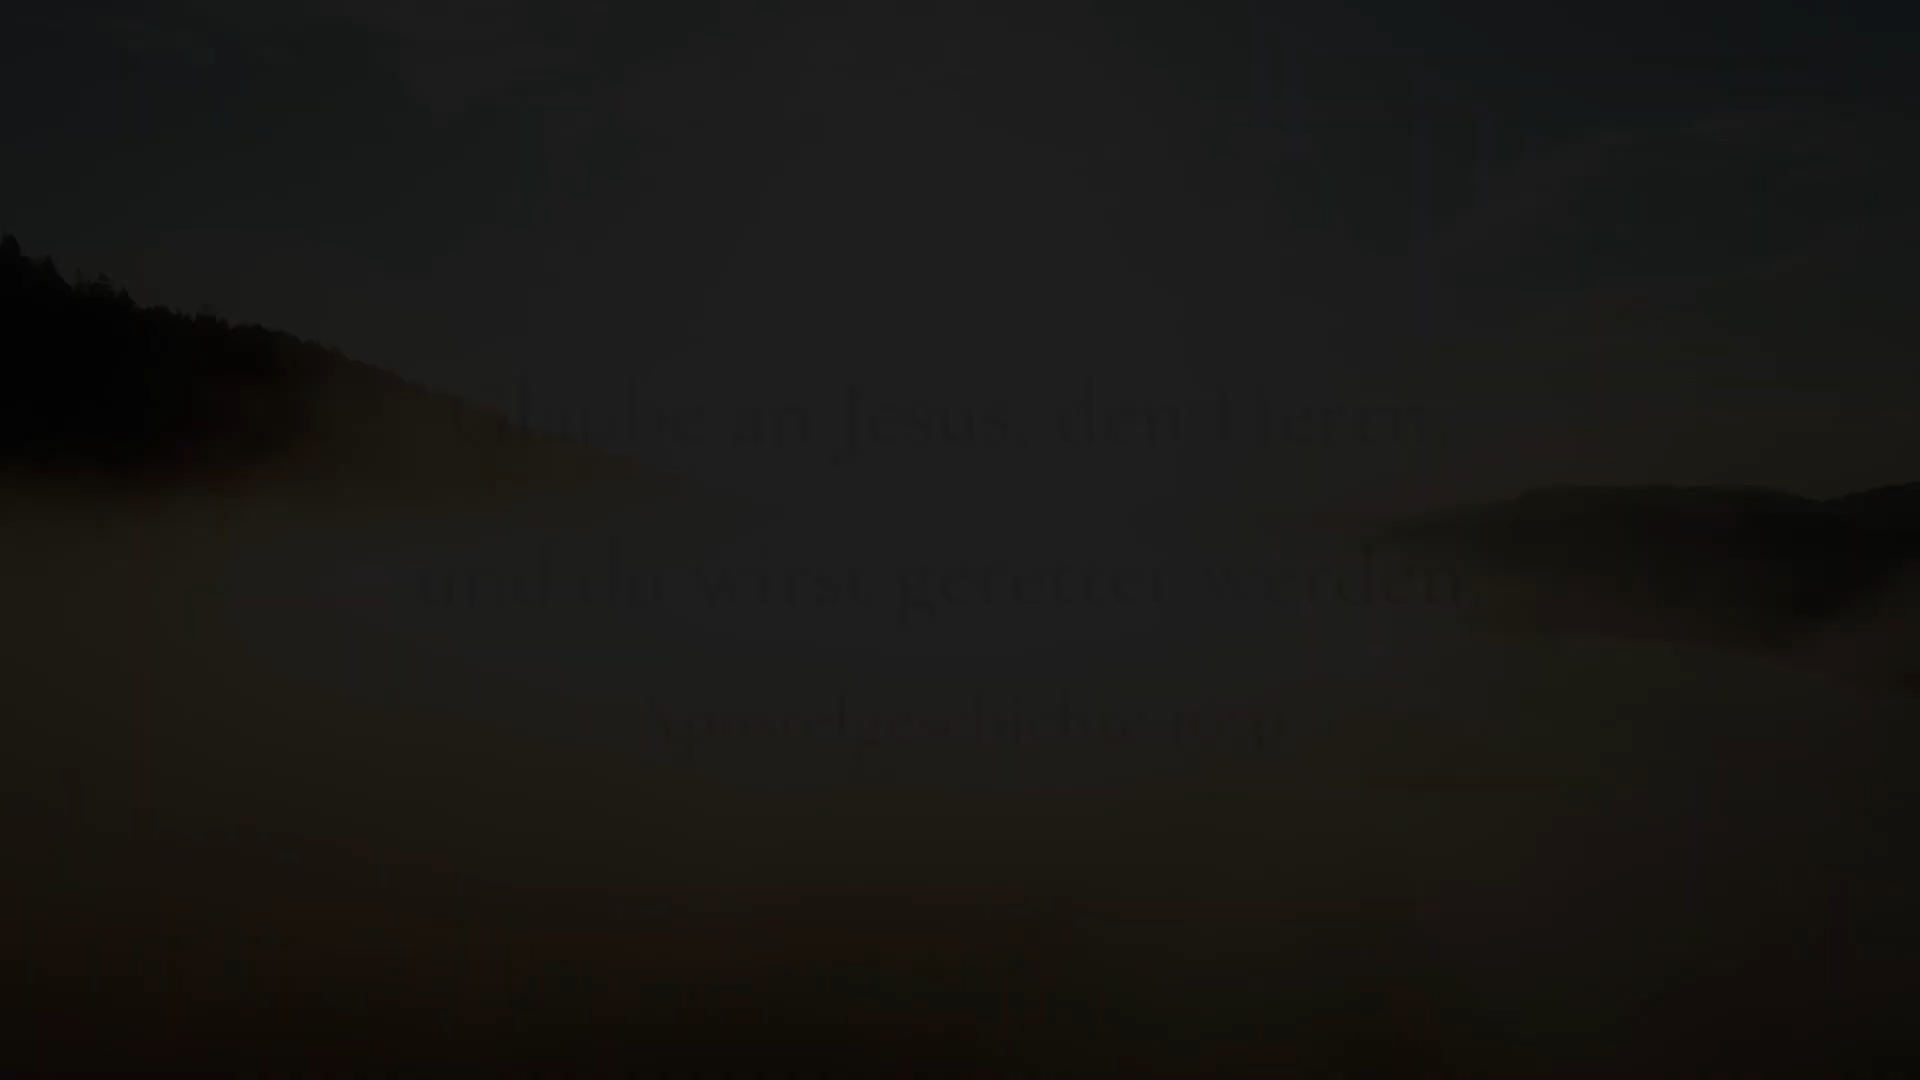 Glaube an Jesus, den Herrn,
und du wirst gerettet werden,
Apostelgeschichte